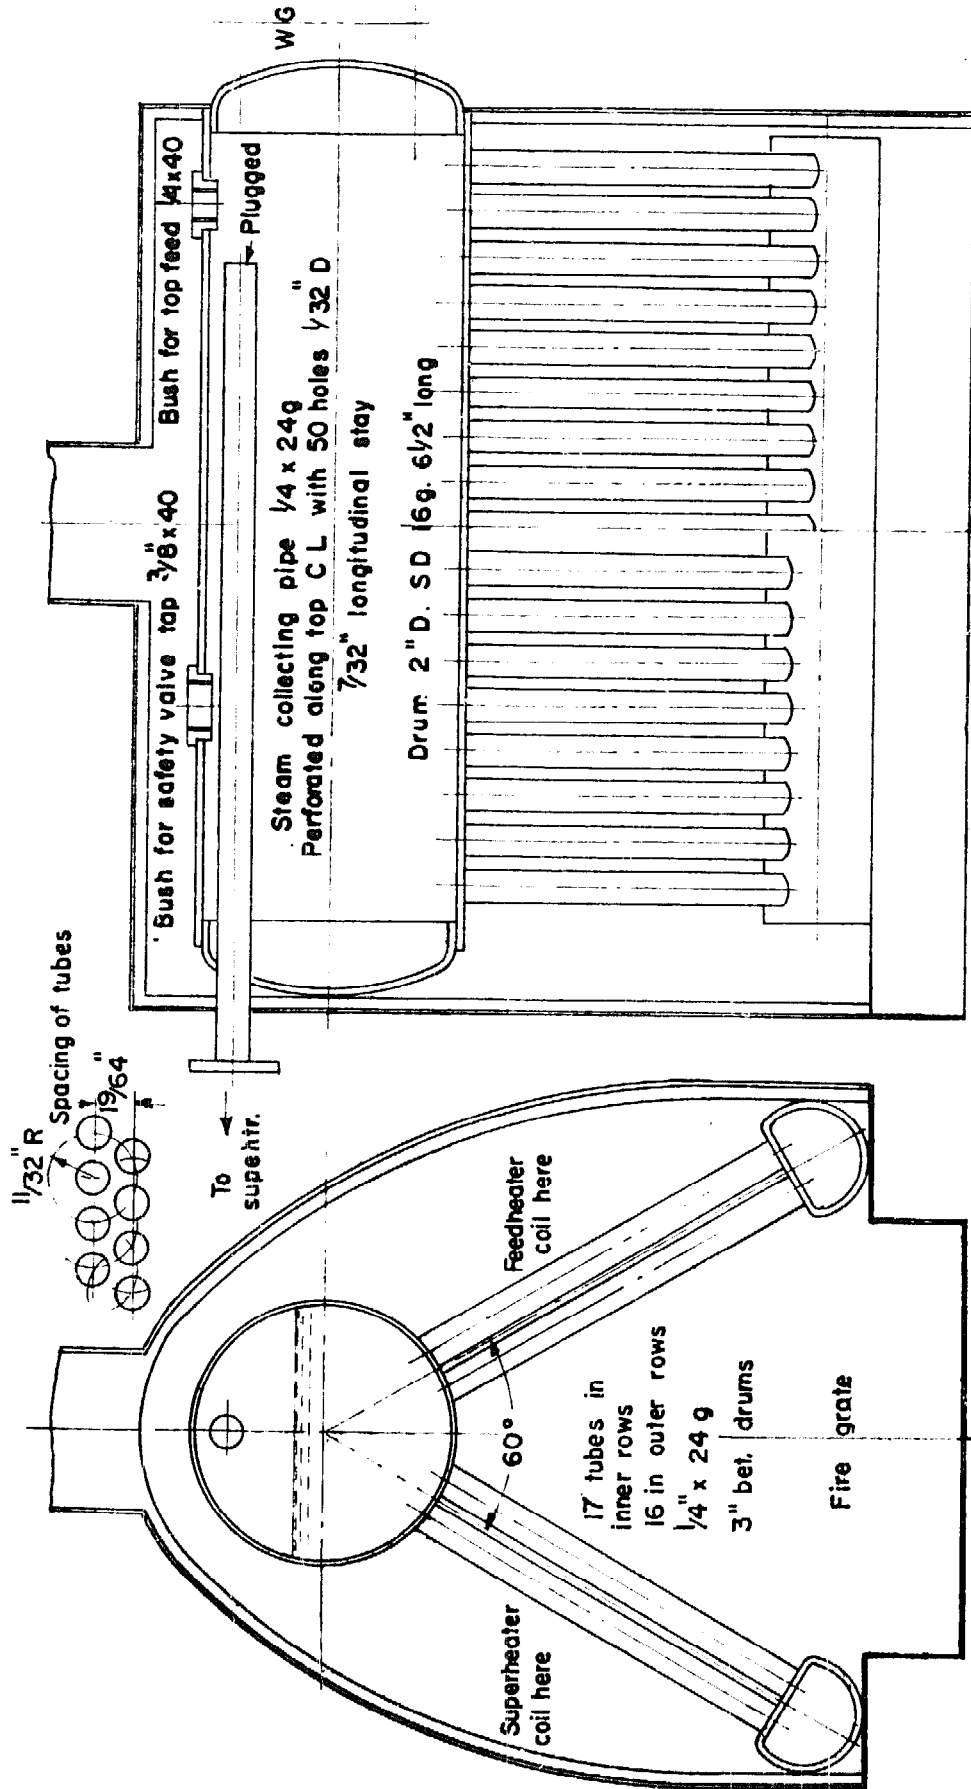 11/32" R
Spacing of tubes
19/64"
To
superhtr.
Superheater
coil here
Feedheater
coil here
60°
17 tubes in
inner rows
16 in outer rows
1/4" x 24 g
3" bet. drums
Fire grate
Bush for safety valve tap 3/8" x 40
Bush for top feed 1/4 x 40
W G
Plugged
Steam collecting pipe 1/4 x 24g
Perforated along top C L with 50 holes 1/32" D
7/32" longitudinal stay
Drum 2" D. SD 16g. 6 1/2" long